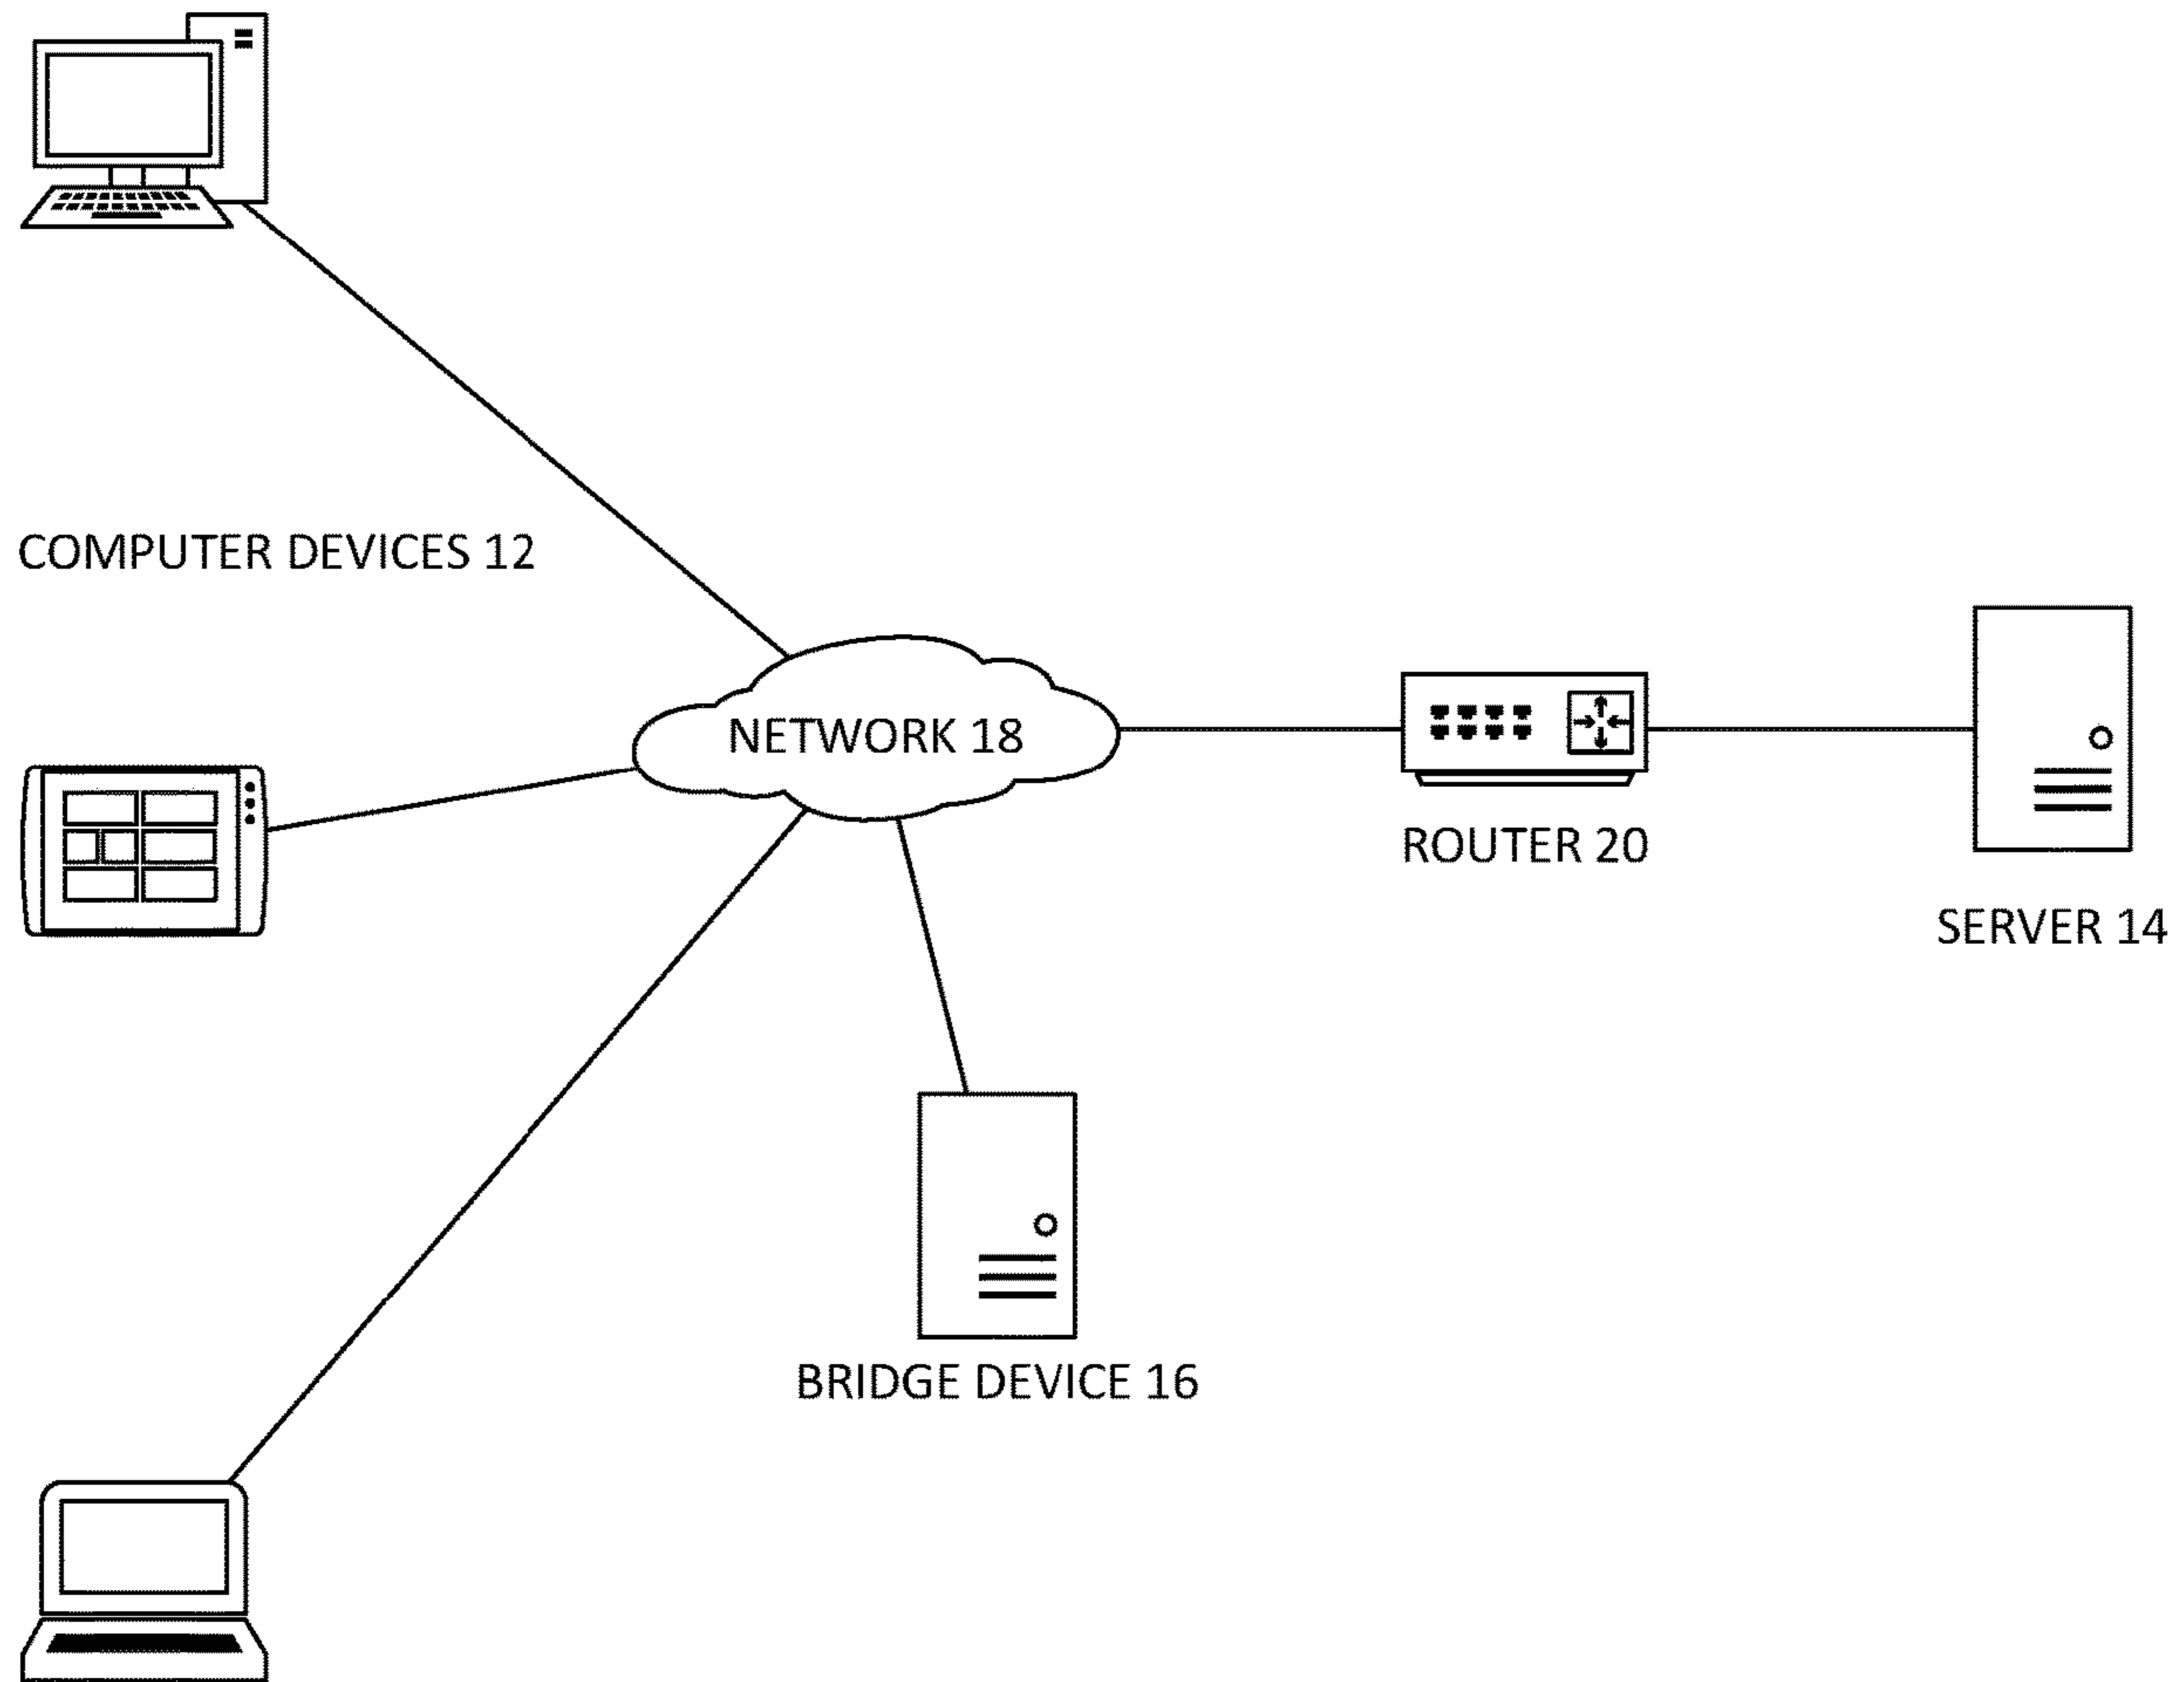 COMPUTER DEVICES 12
NETWORK 18
ROUTER 20
SERVER 14
BRIDGE DEVICE 16